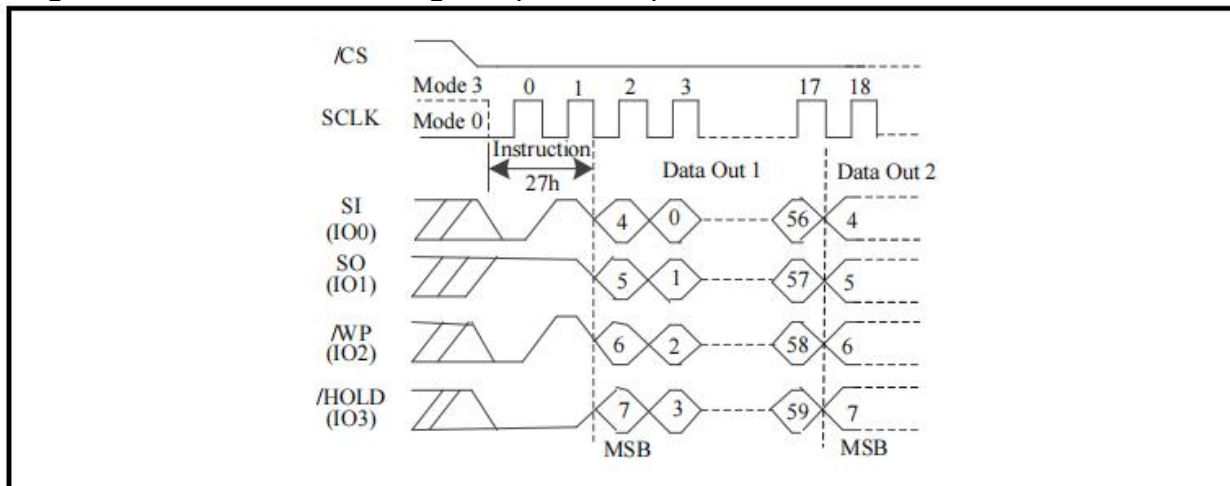 /CS
Mode 3 0 1 2 3 17 18
SCLK Mode 0
Instruction
27h
Data Out 1
Data Out 2
SI
(IO0)
4 0 56 4
SO
(IO1)
5 1 57 5
/WP
(IO2)
6 2 58 6
/HOLD
(IO3)
7 3 59 7
MSB MSB